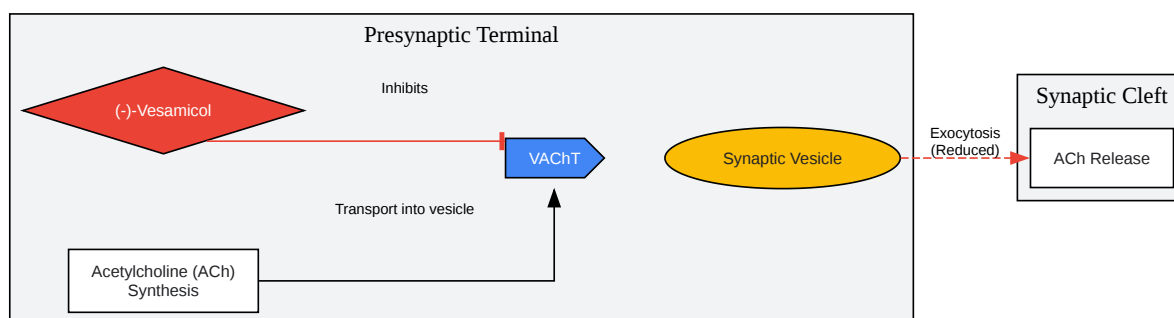 Presynaptic Terminal
(-)-Vesamicol
Inhibits
VAChT
Synaptic Vesicle
Exocytosis
(Reduced)
Synaptic Cleft
ACh Release
Transport into vesicle
Acetylcholine (ACh)
Synthesis